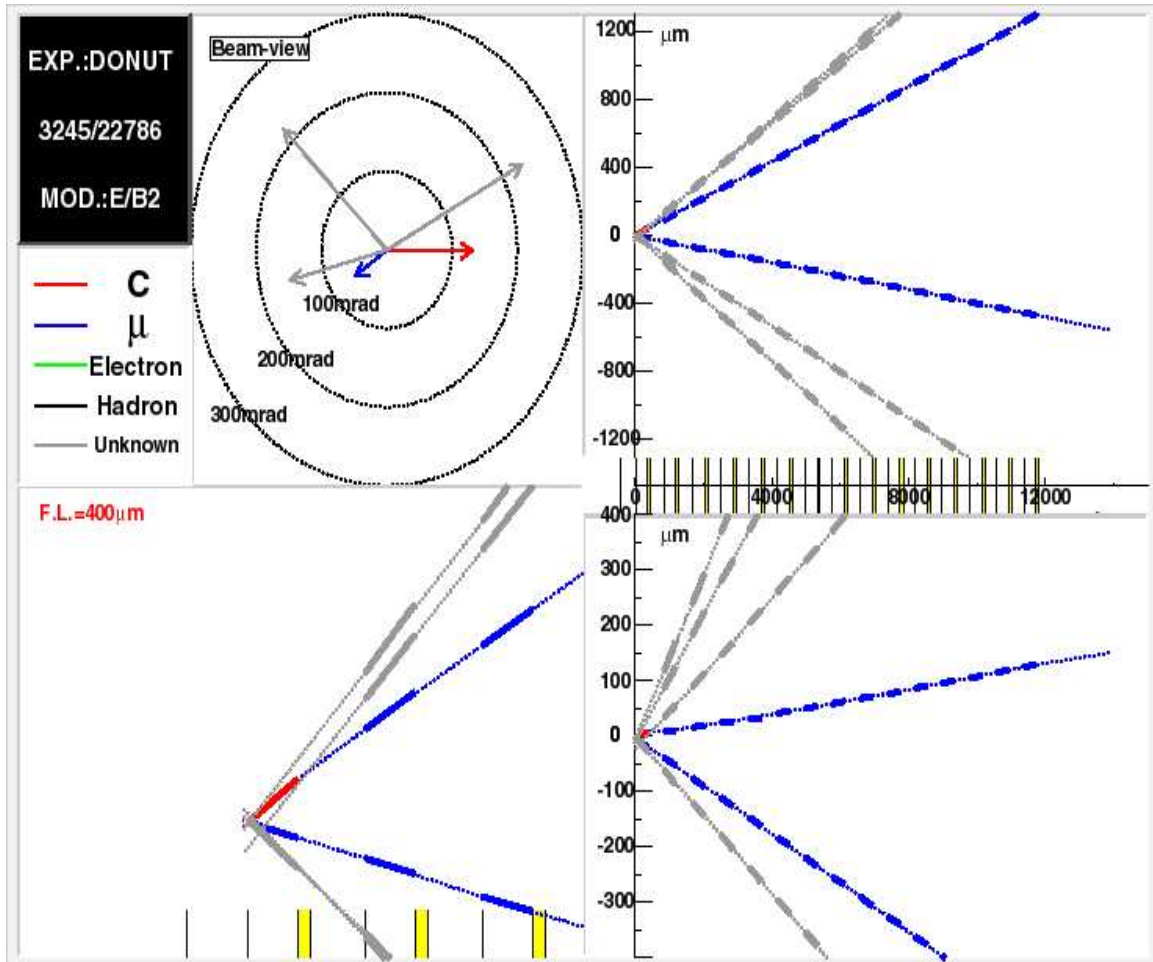 EXP.:DONUT
3245/22786
MOD.:E/B2
C
μ
Electron
Hadron
Unknown
Beam-view
100mrad
200mrad
300mrad
μm
1200
800
400
0
-400
-800
-1200
0
4000
8000
12000
F.L.=400μm
μm
400
300
200
100
0
-100
-200
-300